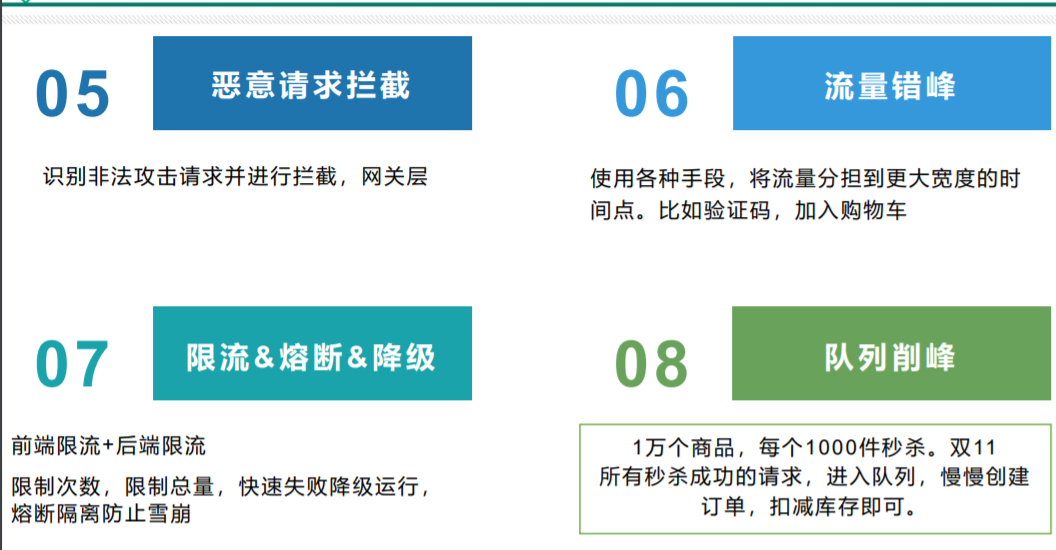 05
恶意请求拦截
识别非法攻击请求并进行拦截，网关层
06
流量错峰
使用各种手段，将流量分担到更大宽度的时
间点。比如验证码，加入购物车
07
限流&熔断&降级
前端限流+后端限流
限制次数，限制总量，快速失败降级运行，
熔断隔离防止雪崩
08
队列削峰
1万个商品，每个1000件秒杀。双11
所有秒杀成功的请求，进入队列，慢慢创建
订单，扣减库存即可。